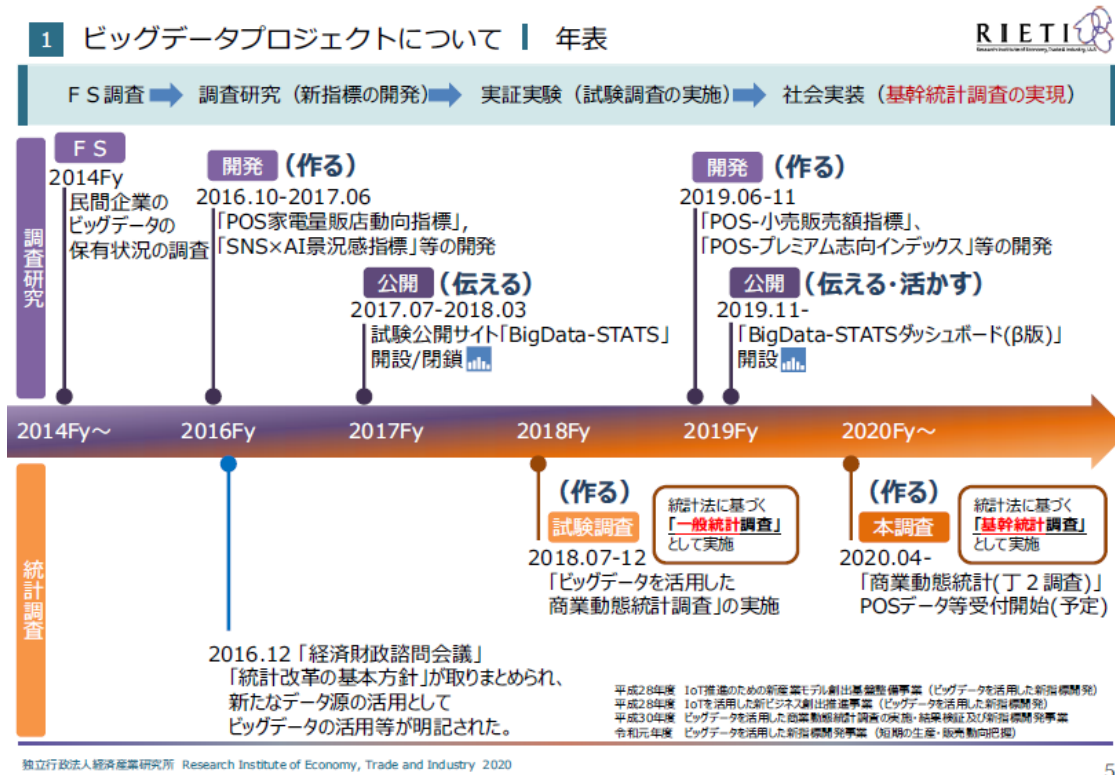 1 ビッグデータプロジェクトについて | 年表
RIETI
Research Institute of Economy, Trade and Industry, IAA
FS調査 調査研究(新指標の開発) 実証実験(試験調査の実施) 社会実装(基幹統計調査の実現)
調査研究
FS
2014Fy
民間企業の
ビッグデータの
保有状況の調査
開発 (作る)
2016.10-2017.06
「POS家電量販店動向指標」,
「SNS×AI景況感指標」等の開発
公開 (伝える)
2017.07-2018.03
試験公開サイト「BigData-STATS」
開設/閉鎖
開発 (作る)
2019.06-11
「POS-小売販売額指標」、
「POS-プレミアム志向インデックス」等の開発
公開 (伝える・活かす)
2019.11-
「BigData-STATSダッシュボード(β版)」
開設
2014Fy~ 2016Fy 2017Fy 2018Fy 2019Fy 2020Fy~
統計調査
2016.12「経済財政諮問会議」
「統計改革の基本方針」が取りまとめられ、
新たなデータ源の活用として
ビッグデータの活用等が明記された。
(作る)
試験調査
統計法に基づく
「一般統計調査」
として実施
2018.07-12
「ビッグデータを活用した
商業動態統計調査」の実施
(作る)
本調査
統計法に基づく
「基幹統計調査」
として実施
2020.04-
「商業動態統計(丁2調査)」
POSデータ等受付開始(予定)
平成28年度 IoT推進のための新産業モデル創出基盤整備事業(ビッグデータを活用した新指標開発)
平成28年度 IoTを活用した新ビジネス創出推進事業(ビッグデータを活用した新指標開発)
平成30年度 ビッグデータを活用した商業動態統計調査の実施・結果検証及び新指標開発事業
令和元年度 ビッグデータを活用した新指標開発事業(短期の生産・販売動向把握)
独立行政法人経済産業研究所 Research Institute of Economy, Trade and Industry 2020
5